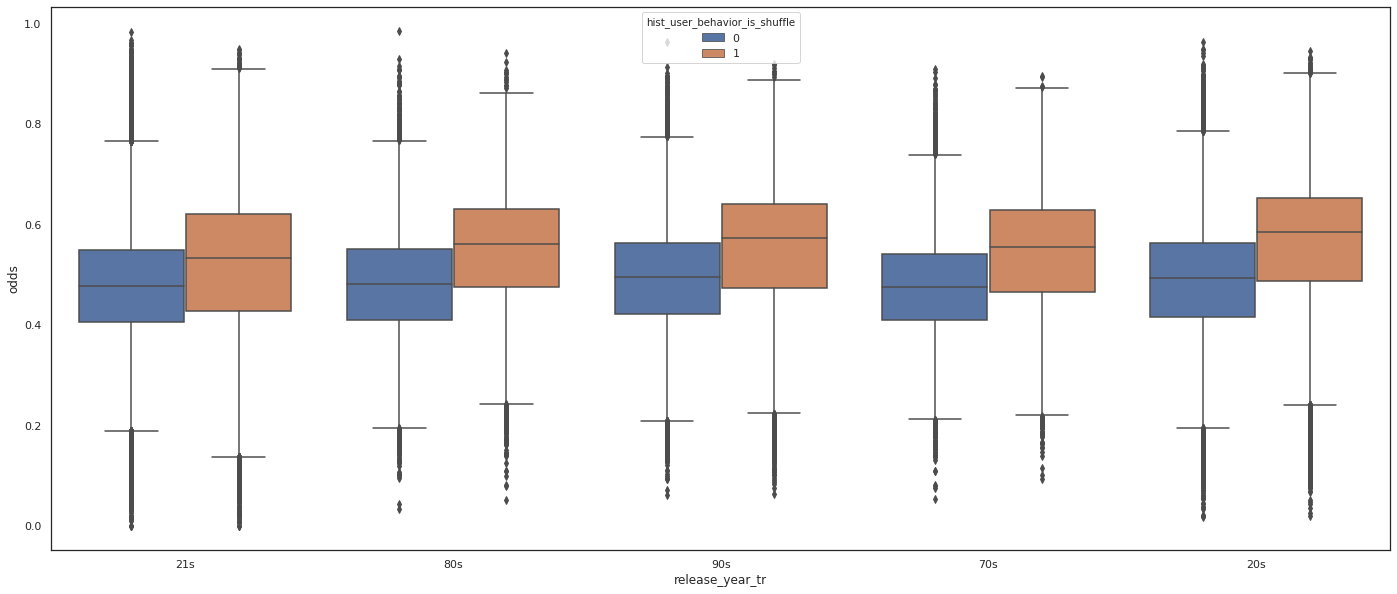 hist_user_behavior_is_shuffle
0
1
1.0
0.8
0.6
0.4
0.2
0.0
odds
21s
80s
90s
70s
20s
release_year_tr